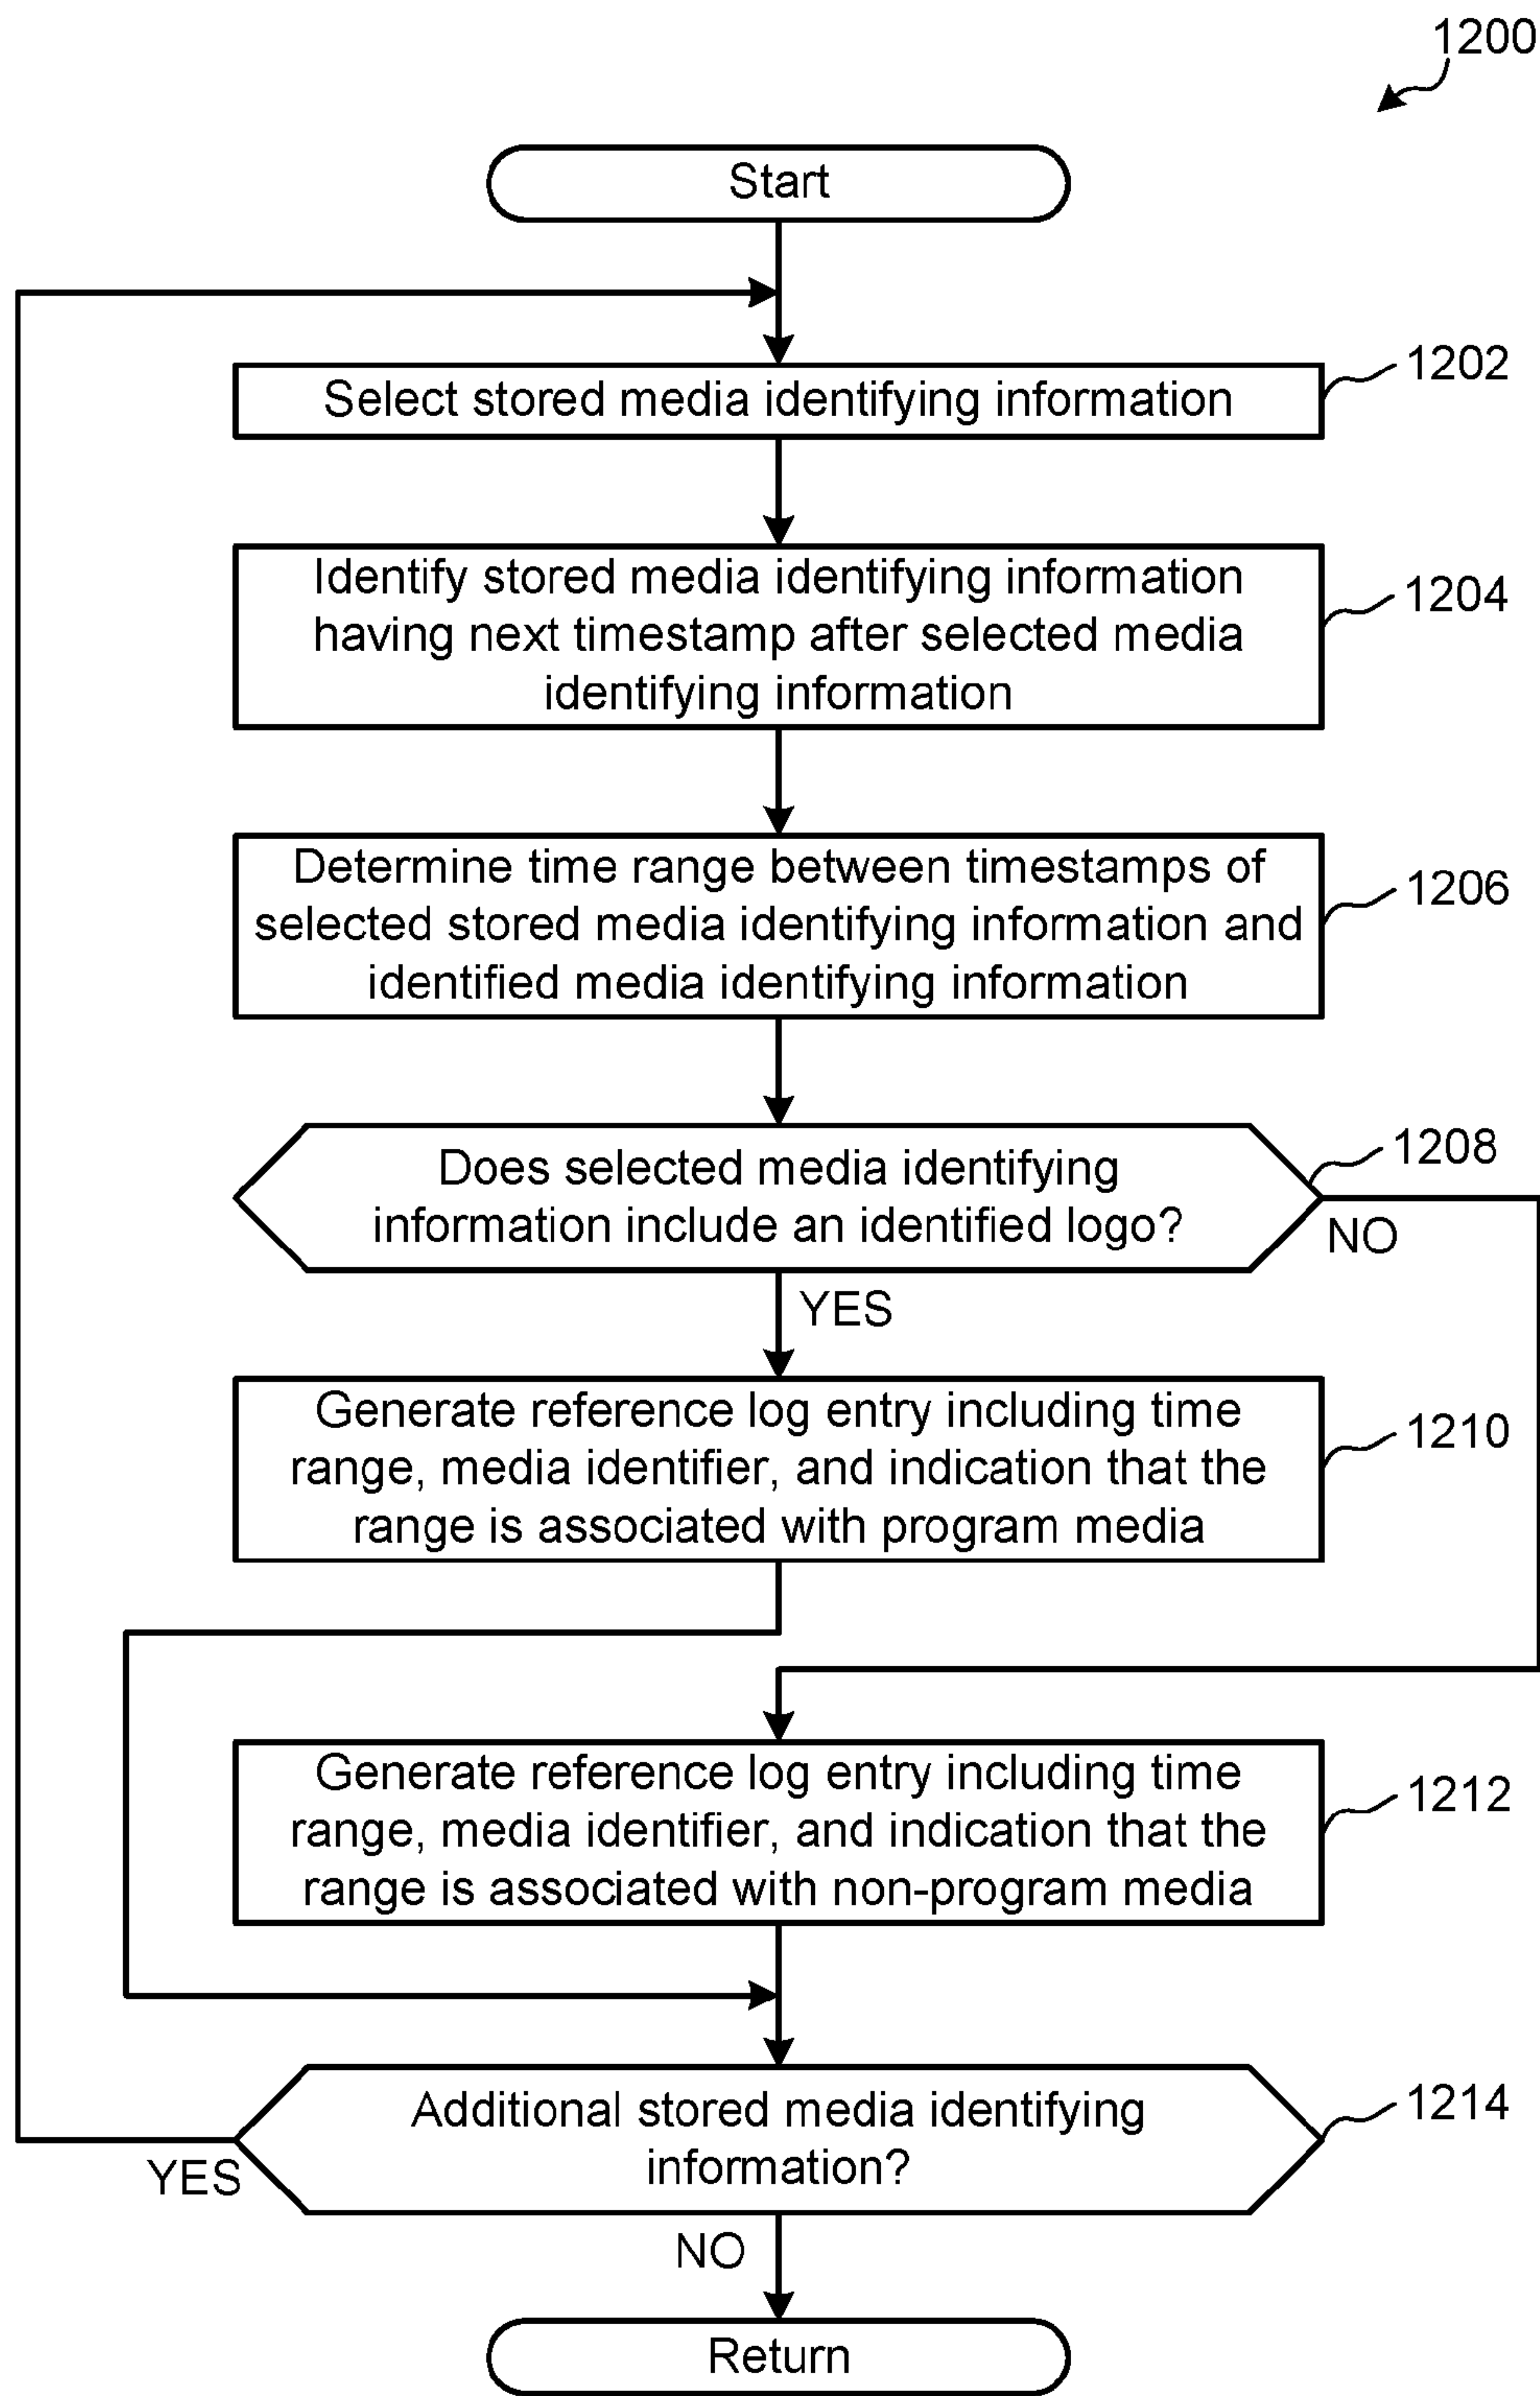 1200
Start
Select stored media identifying information
1202
Identify stored media identifying information
having next timestamp after selected media
identifying information
1204
Determine time range between timestamps of
selected stored media identifying information and
identified media identifying information
1206
Does selected media identifying
information include an identified logo?
1208
NO
YES
Generate reference log entry including time
range, media identifier, and indication that the
range is associated with program media
1210
Generate reference log entry including time
range, media identifier, and indication that the
range is associated with non-program media
1212
Additional stored media identifying
information?
1214
YES
NO
Return